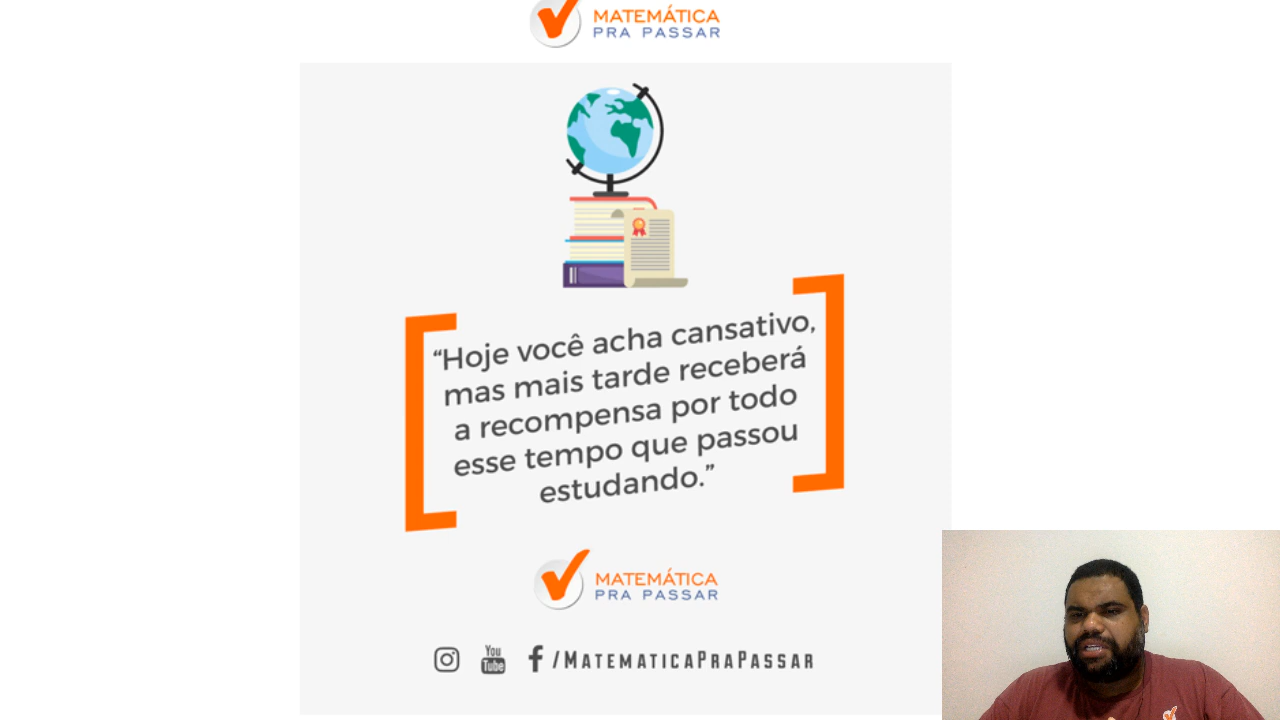 MATEMÁTICA
PRA PASSAR
“Hoje você acha cansativo,
mas mais tarde receberá
a recompensa por todo
esse tempo que passou
estudando.”
MATEMÁTICA
PRA PASSAR
You
Tube
f /MATEMATICAPRAPASSAR